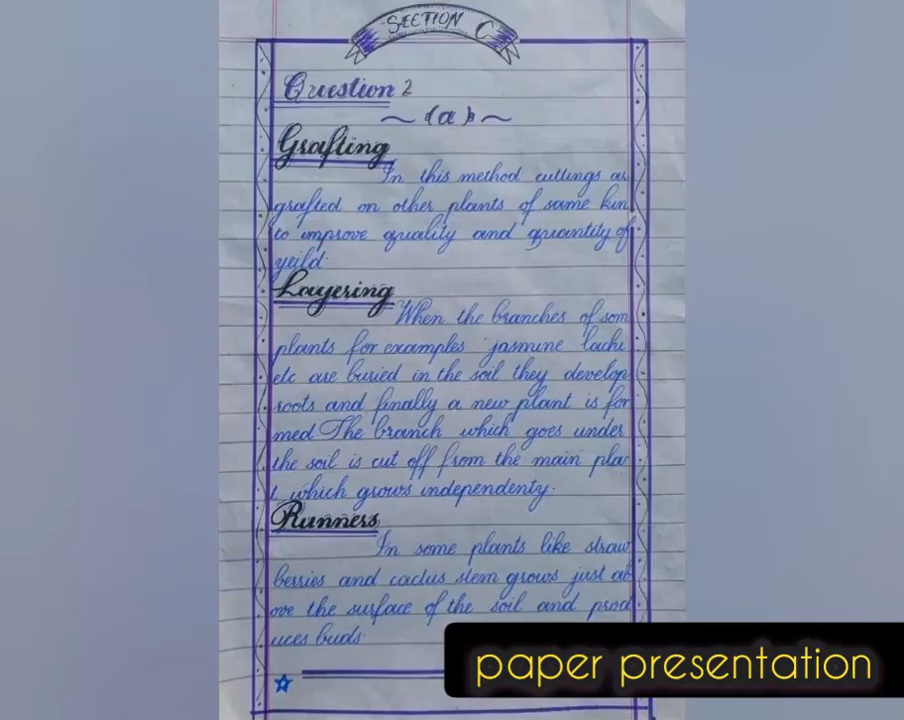 SECTION C
Question 2
~ (a) ~
Grafting
In this method cuttings ar
grafted on other plants of same kin
to improve quality and quantity of
yeild.
Layering
When the branches of som
plants for examples jasmine lachi
etc are buried in the soil they develop
roots and finally a new plant is for
med. The branch which goes under
the soil is cut off from the main pla
t which grows independenty.
Runners
In some plants like straw
berries and cactus stem grows just ab
ove the surface of the soil and prod
uces buds.
paper presentation